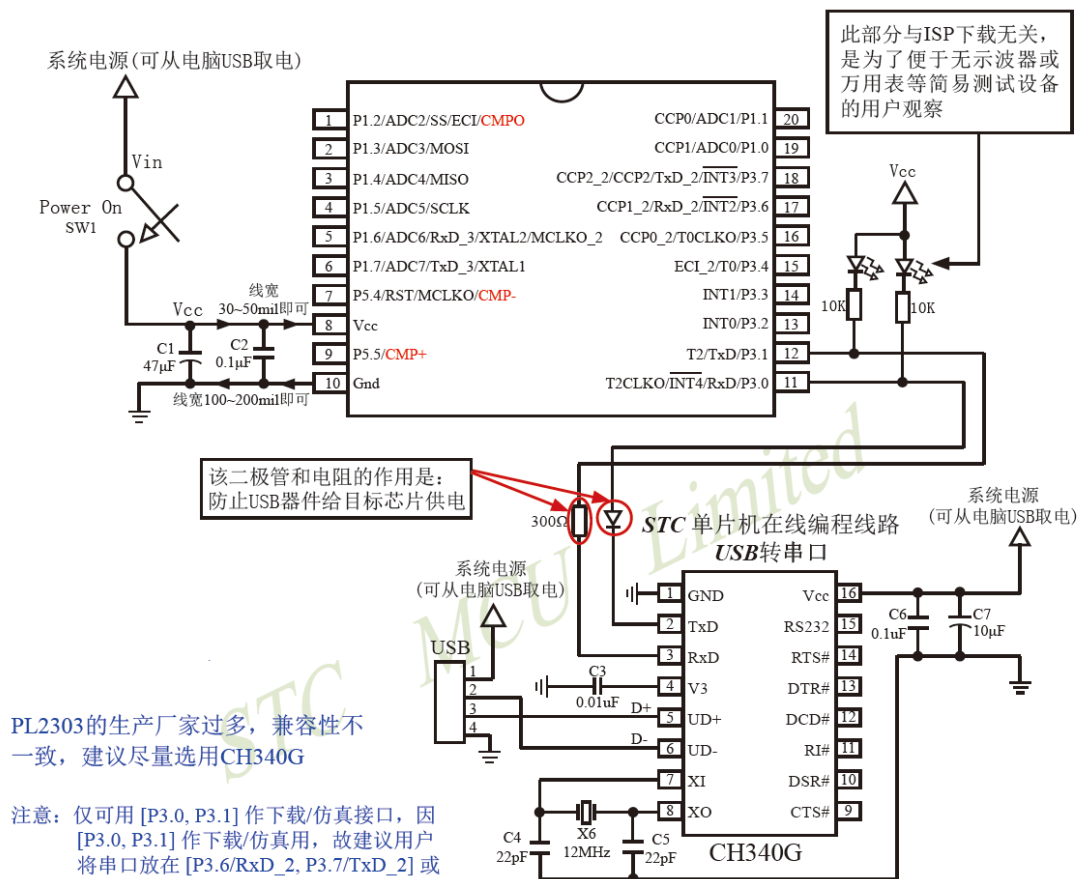 系统电源(可从电脑USB取电)
Vin
Power On
SW1
Vcc
线宽
30~50mil即可
C1
47μF
C2
0.1μF
线宽100~200mil即可
1 P1.2/ADC2/SS/ECI/CMPO
2 P1.3/ADC3/MOSI
3 P1.4/ADC4/MISO
4 P1.5/ADC5/SCLK
5 P1.6/ADC6/RxD_3/XTAL2/MCLKO_2
6 P1.7/ADC7/TxD_3/XTAL1
7 P5.4/RST/MCLKO/CMP-
8 Vcc
9 P5.5/CMP+
10 Gnd
CCP0/ADC1/P1.1 20
CCP1/ADC0/P1.0 19
CCP2_2/CCP2/TxD_2/INT3/P3.7 18
CCP1_2/RxD_2/INT2/P3.6 17
CCP0_2/T0CLKO/P3.5 16
ECI_2/T0/P3.4 15
INT1/P3.3 14
INT0/P3.2 13
T2/TxD/P3.1 12
T2CLKO/INT4/RxD/P3.0 11
此部分与ISP下载无关，
是为了便于无示波器或
万用表等简易测试设备
的用户观察
Vcc
10K
10K
该二极管和电阻的作用是：
防止USB器件给目标芯片供电
300Ω
STC 单片机在线编程线路
USB转串口
系统电源
(可从电脑USB取电)
系统电源
(可从电脑USB取电)
USB
1
2
3
4
D+
D-
C3
0.01uF
1 GND
2 TxD
3 RxD
4 V3
5 UD+
6 UD-
7 XI
8 XO
Vcc 16
RS232 15
RTS# 14
DTR# 13
DCD# 12
RI# 11
DSR# 10
CTS# 9
CH340G
C6
0.1uF
C7
10μF
C4
22pF
X6
12MHz
C5
22pF
STC MCU Limited
PL2303的生产厂家过多，兼容性不
一致，建议尽量选用CH340G
注意：仅可用 [P3.0, P3.1] 作下载/仿真接口，因
[P3.0, P3.1] 作下载/仿真用，故建议用户
将串口放在 [P3.6/RxD_2, P3.7/TxD_2] 或